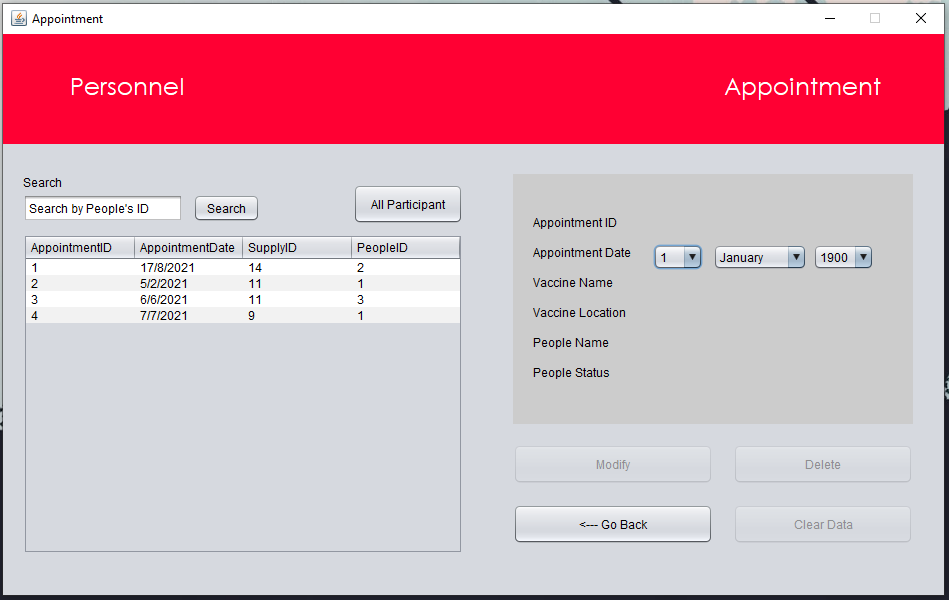 Appointment
Personnel Appointment
Search
Search by People's ID Search All Participant
AppointmentID AppointmentDate SupplyID PeopleID
1 17/8/2021 14 2
2 5/2/2021 11 1
3 6/6/2021 11 3
4 7/7/2021 9 1
Appointment ID
Appointment Date 1 January 1900
Vaccine Name
Vaccine Location
People Name
People Status
Modify Delete
<--- Go Back Clear Data